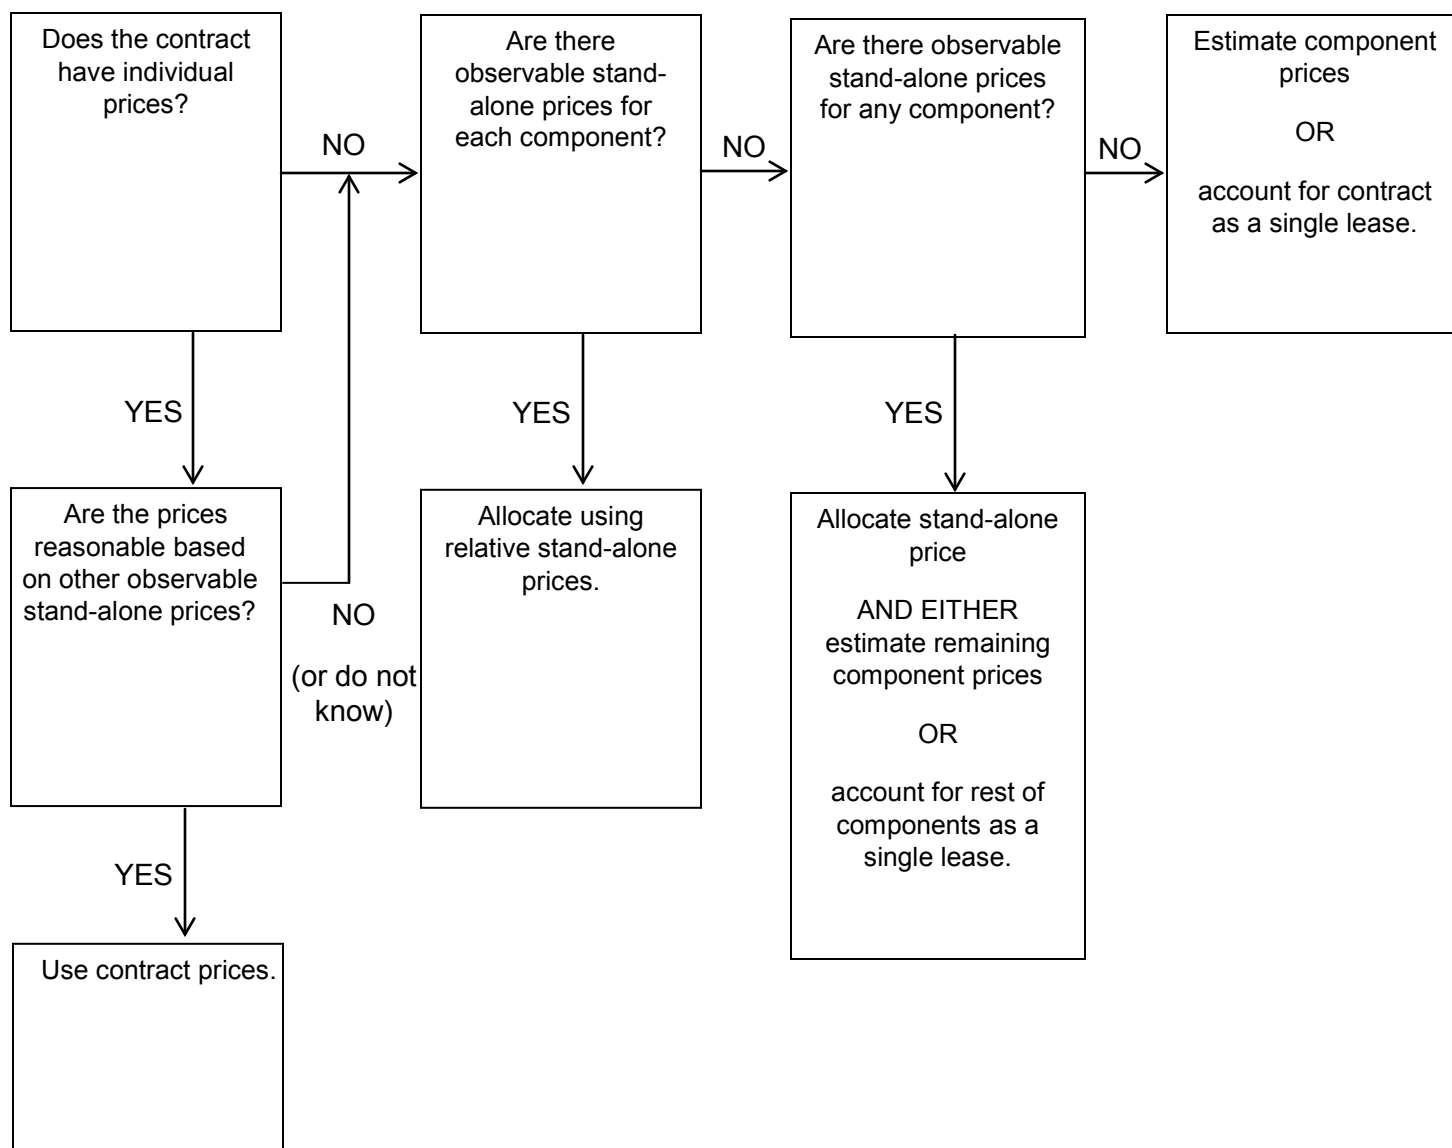 Does the contract
have individual
prices?
NO
Are there
observable stand-
alone prices for
each component?
NO
Are there observable
stand-alone prices
for any component?
NO
Estimate component
prices
OR
account for contract
as a single lease.
YES
YES
YES
Are the prices
reasonable based
on other observable
stand-alone prices?
NO
(or do not
know)
Allocate using
relative stand-alone
prices.
Allocate stand-alone
price
AND EITHER
estimate remaining
component prices
OR
account for rest of
components as a
single lease.
YES
Use contract prices.